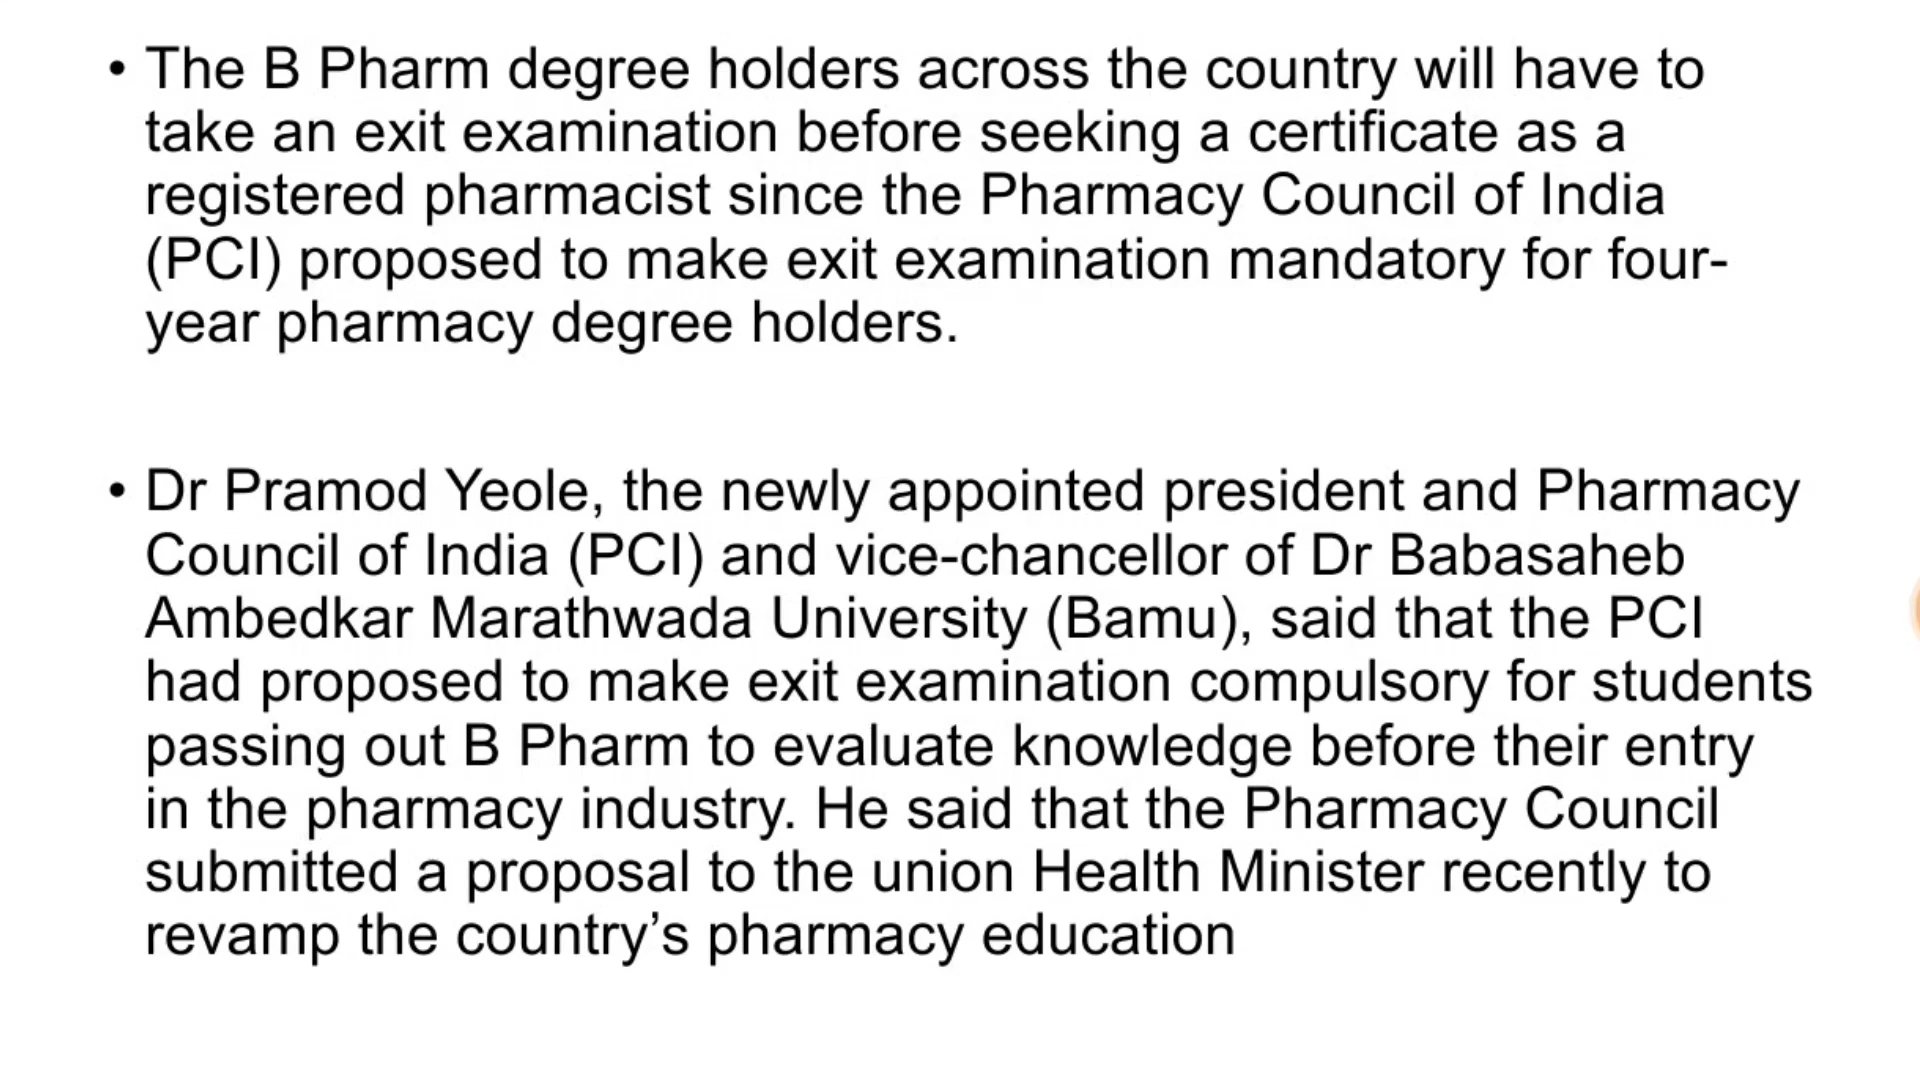 • The B Pharm degree holders across the country will have to
take an exit examination before seeking a certificate as a
registered pharmacist since the Pharmacy Council of India
(PCI) proposed to make exit examination mandatory for four-
year pharmacy degree holders.
• Dr Pramod Yeole, the newly appointed president and Pharmacy
Council of India (PCI) and vice-chancellor of Dr Babasaheb
Ambedkar Marathwada University (Bamu), said that the PCI
had proposed to make exit examination compulsory for students
passing out B Pharm to evaluate knowledge before their entry
in the pharmacy industry. He said that the Pharmacy Council
submitted a proposal to the union Health Minister recently to
revamp the country’s pharmacy education